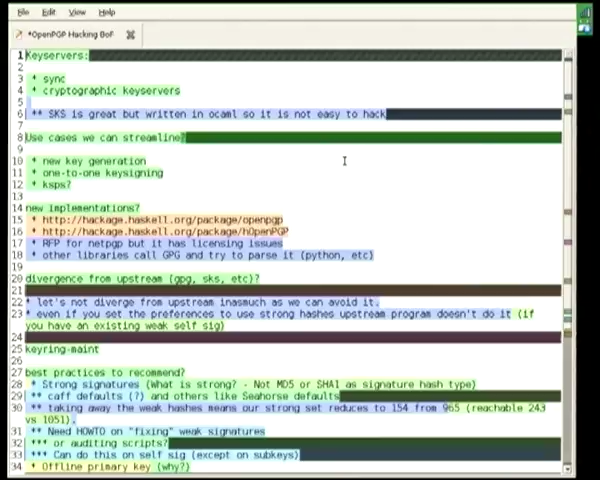 File Edit View Help
*OpenPGP Hacking BoF
1 Keyservers:
2
3 * sync
4 * cryptographic keyservers
5
6 ** SKS is great but written in ocaml so it is not easy to hack
7
8 Use cases we can streamline?
9
10 * new key generation
11 * one-to-one keysigning
12 * ksps?
13
14 new implementations?
15 * http://hackage.haskell.org/package/openpgp
16 * http://hackage.haskell.org/package/hOpenPGP
17 * RFP for netpgp but it has licensing issues
18 * other libraries call GPG and try to parse it (python, etc)
19
20 divergence from upstream (gpg, sks, etc)?
21
22 * let's not diverge from upstream inasmuch as we can avoid it.
23 * even if you set the preferences to use strong hashes upstream program doesn't do it (if
you have an existing weak self sig)
24
25 keyring-maint
26
27 best practices to recommend?
28 * Strong signatures (What is strong? - Not MD5 or SHA1 as signature hash type)
29 ** caff defaults (?) and others like Seahorse defaults
30 ** taking away the weak hashes means our strong set reduces to 154 from 965 (reachable 243
vs 1051).
31 ** Need HOWTO on "fixing" weak signatures
32 *** or auditing scripts?
33 *** Can do this on self sig (except on subkeys)
34 * Offline primary key (why?)